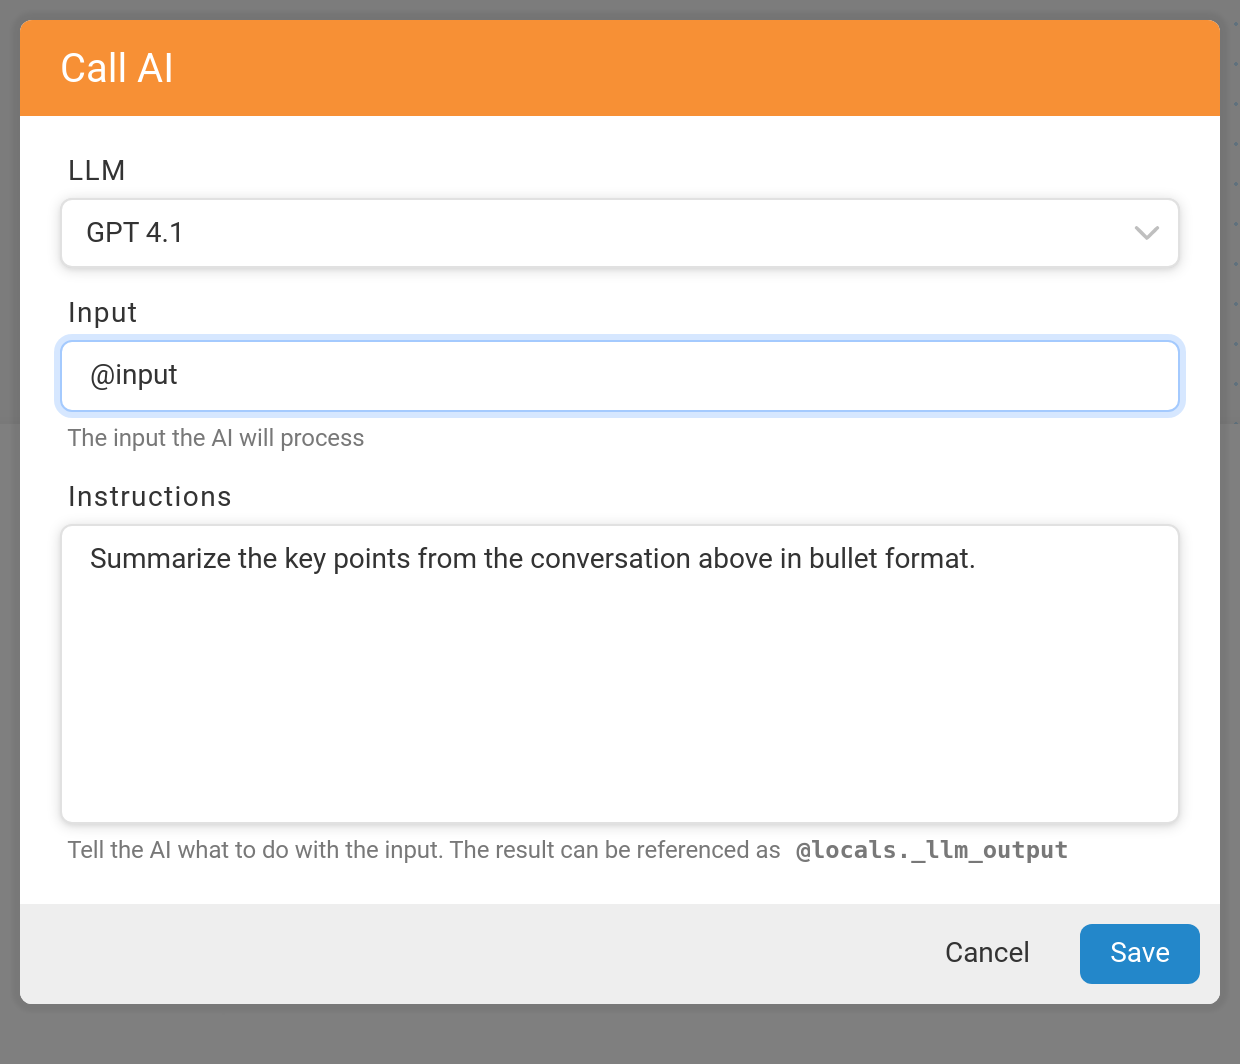 Call AI
LLM
GPT 4.1
Input
@input
The input the AI will process
Instructions
Summarize the key points from the conversation above in bullet format.
Tell the AI what to do with the input. The result can be referenced as @locals._llm_output
Cancel
Save